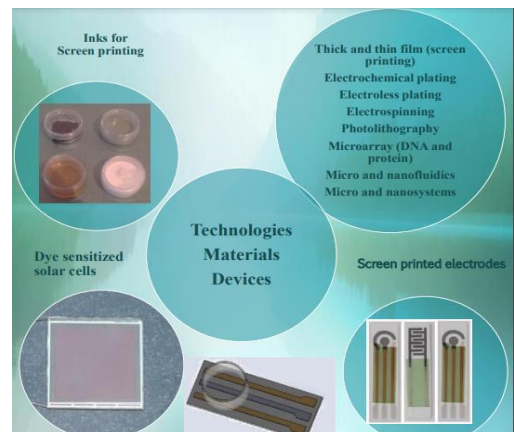 Inks for
Screen printing
Thick and thin film (screen
printing)
Electrochemical plating
Electroless plating
Electrospinning
Photolithography
Microarray (DNA and
protein)
Micro and nanofluidics
Micro and nanosystems
Technologies
Materials
Devices
Dye sensitized
solar cells
Screen printed electrodes